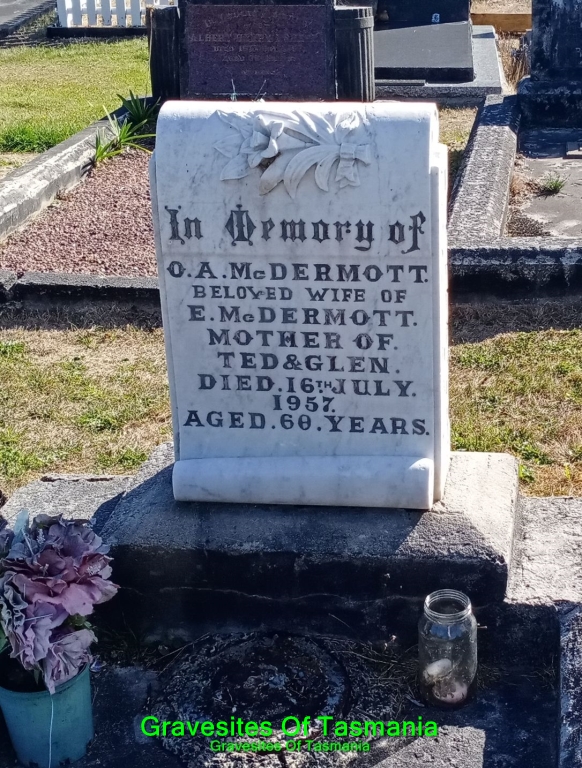 ALBERT
In Memory of
O.A. McDERMOTT.
BELOVED WIFE OF
E. McDERMOTT.
MOTHER OF.
TED & GLEN.
DIED. 16TH JULY.
1957.
AGED. 60. YEARS.
Gravesites Of Tasmania
Gravesites Of Tasmania